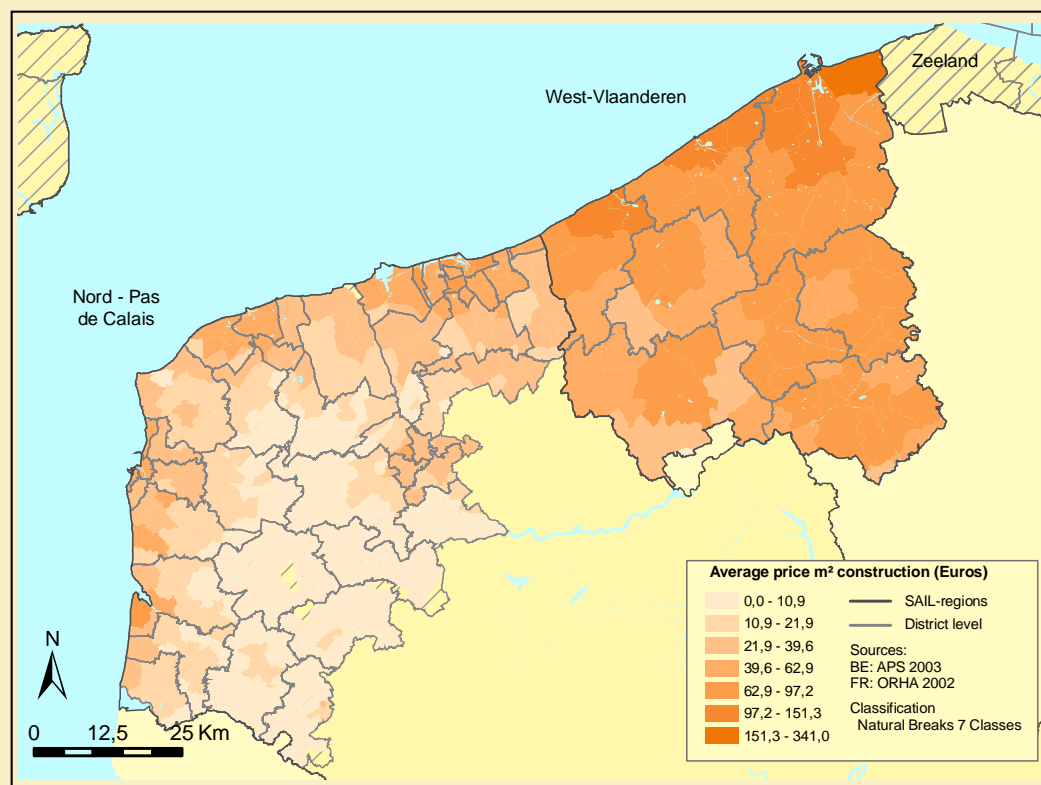 Zeeland
West-Vlaanderen
Nord - Pas
de Calais
N
0 12,5 25 Km
Average price m² construction (Euros)
0,0 - 10,9
10,9 - 21,9
21,9 - 39,6
39,6 - 62,9
62,9 - 97,2
97,2 - 151,3
151,3 - 341,0
SAIL-regions
District level
Sources:
BE: APS 2003
FR: ORHA 2002
Classification
Natural Breaks 7 Classes